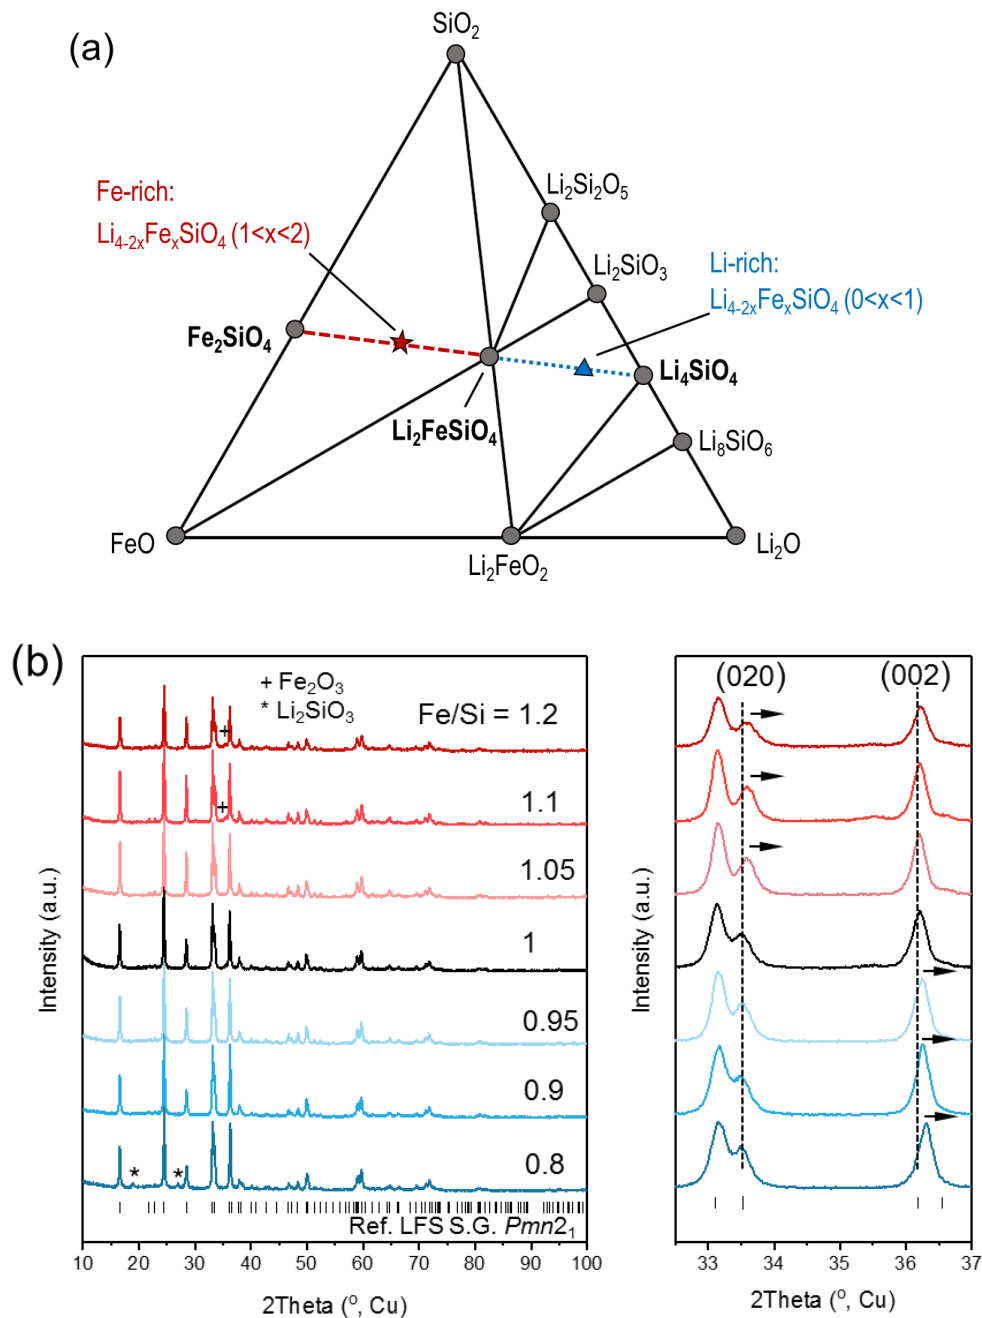 (a)
SiO₂
Li₂Si₂O₅
Fe-rich:
Li₄₋₂ₓFeₓSiO₄ (1<x<2)
Li₂SiO₃
Li-rich:
Li₄₋₂ₓFeₓSiO₄ (0<x<1)
Fe₂SiO₄
Li₄SiO₄
Li₂FeSiO₄
Li₈SiO₆
FeO
Li₂FeO₂
Li₂O
(b)
+ Fe₂O₃
* Li₂SiO₃
Fe/Si = 1.2
+
1.1
+
1.05
1
0.95
0.9
0.8
* *
Ref. LFS S.G. Pmn2₁
10 20 30 40 50 60 70 80 90 100
2Theta (°, Cu)
Intensity (a.u.)
(020) (002)
33 34 35 36 37
2Theta (°, Cu)
Intensity (a.u.)